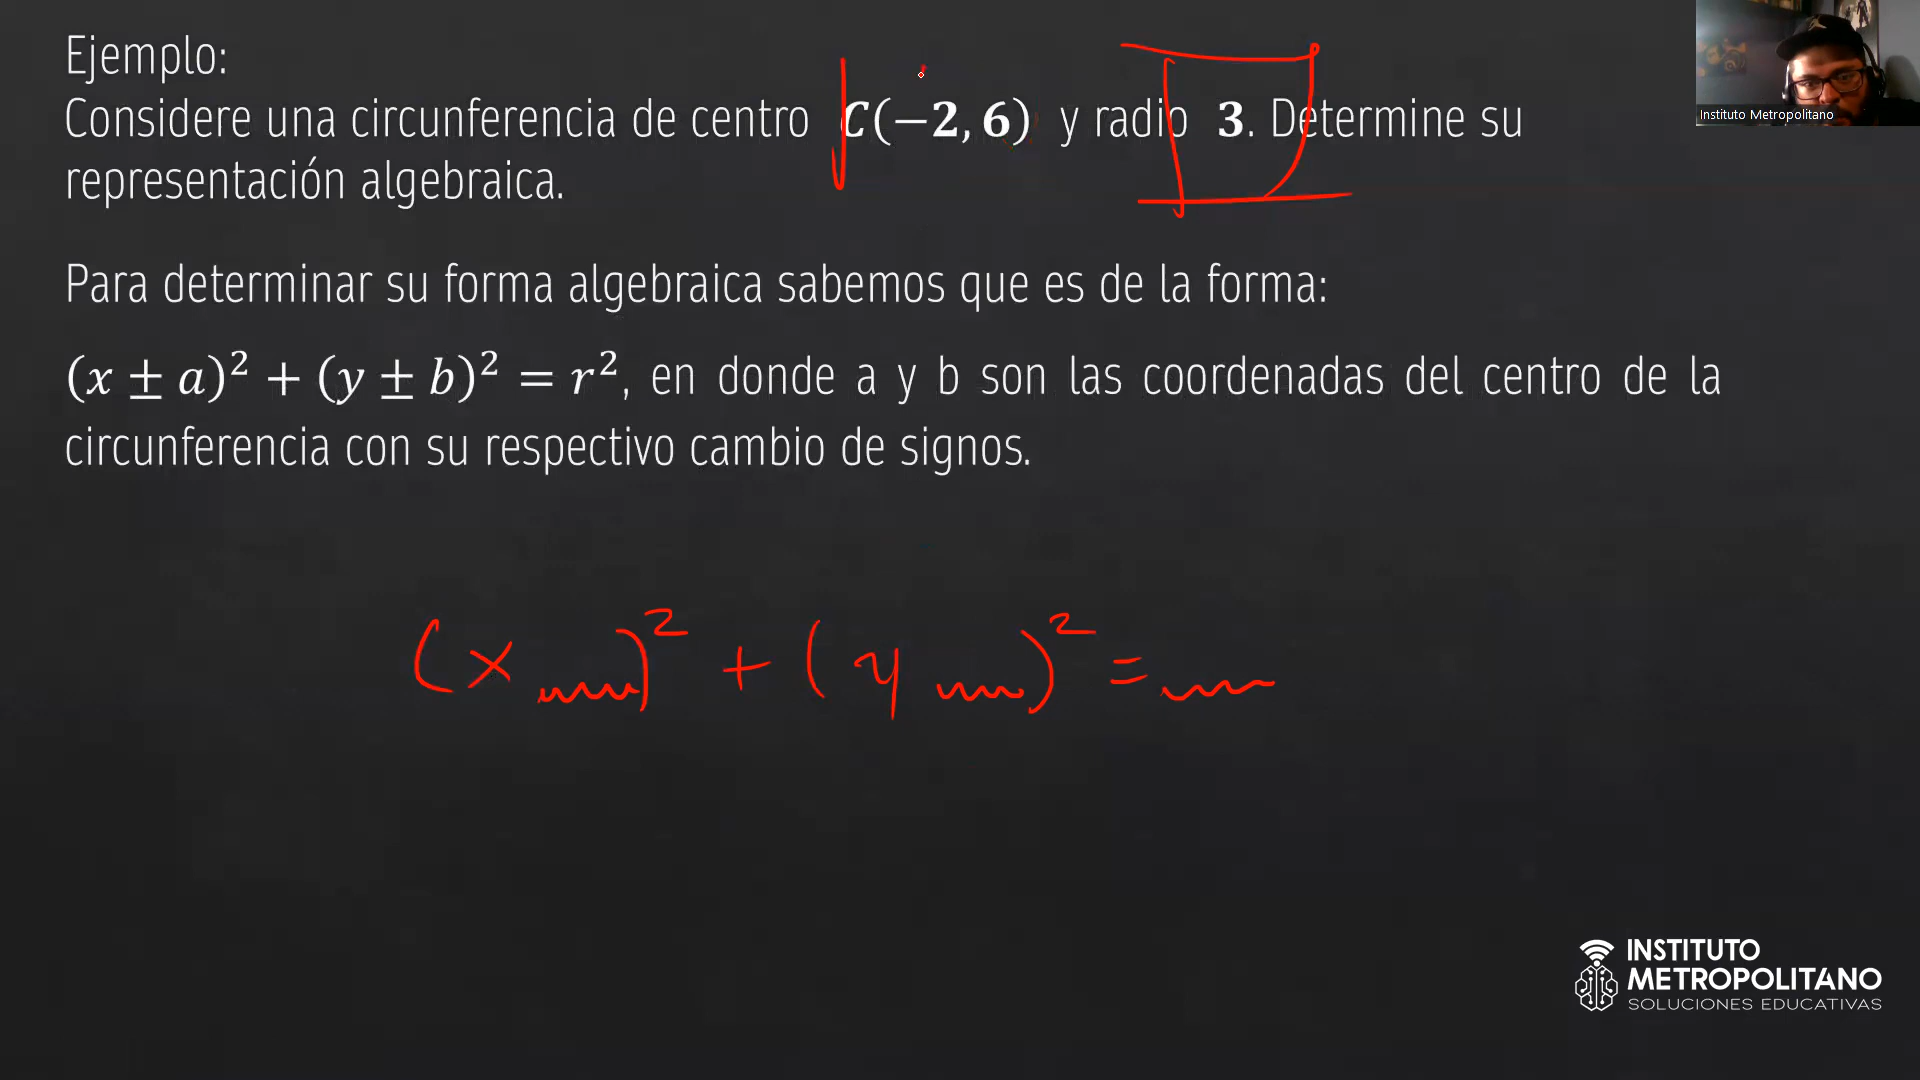 Ejemplo:
Considere una circunferencia de centro C(−2, 6) y radio 3. Determine su
representación algebraica.
Para determinar su forma algebraica sabemos que es de la forma:
(x ± a)² + (y ± b)² = r², en donde a y b son las coordenadas del centro de la
circunferencia con su respectivo cambio de signos.
(x )² + (y )² =
Instituto Metropolitano
INSTITUTO
METROPOLITANO
SOLUCIONES EDUCATIVAS